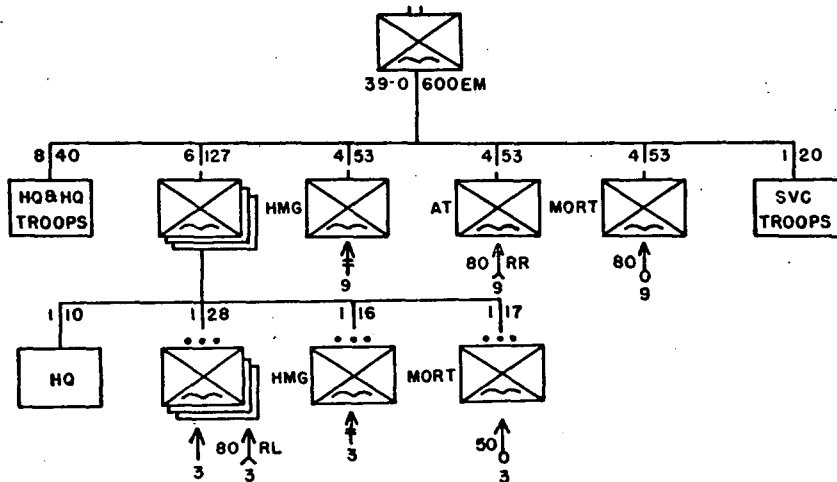 39-0 600EM
8 40
6 127
4 53
4 53
4 53
1 20
HQ & HQ TROOPS
HMG
AT
MORT
SVC TROOPS
9
80 RR
9
80
9
1 10
1 28
1 16
1 17
HQ
HMG
MORT
3
80 RL
3
3
50
3